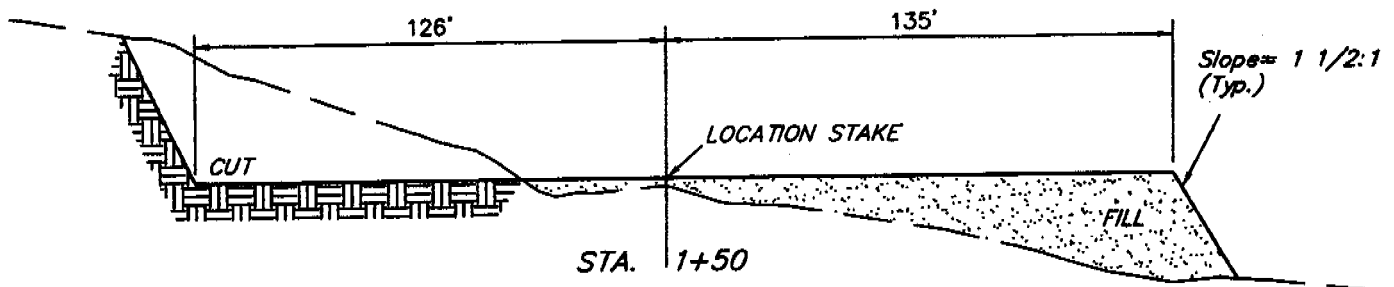 126'
135'
Slope= 1 1/2:1
(Typ.)
LOCATION STAKE
CUT
FILL
STA. 1+50